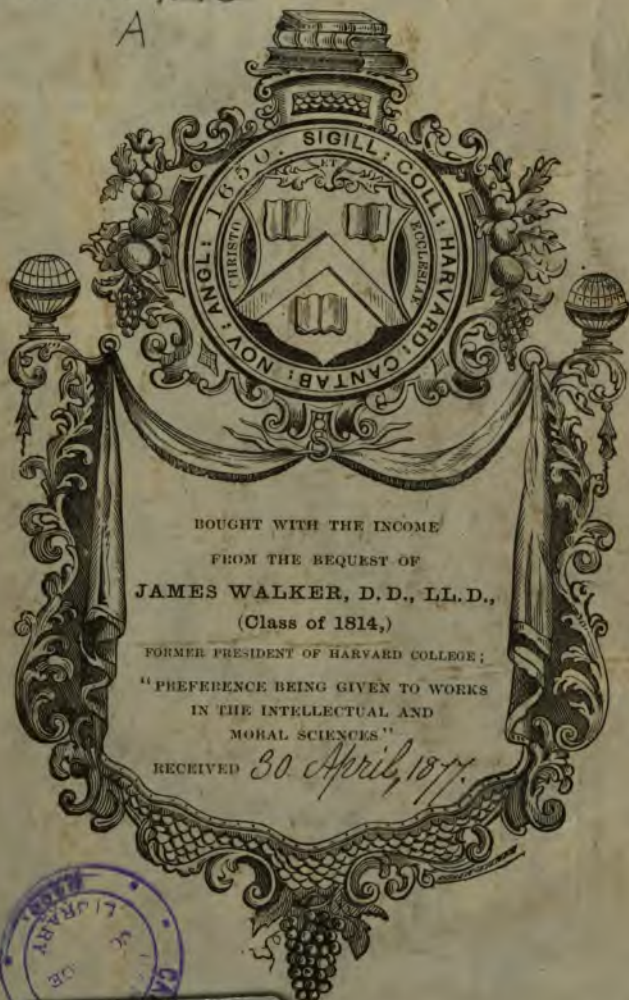 A
SIGILL: COLL: HARVARD: CANTAB: NOV: ANGL: 1650.
ET
CHRISTO
ECCLESIAE
BOUGHT WITH THE INCOME
FROM THE BEQUEST OF
JAMES WALKER, D.D., LL.D.,
(Class of 1814,)
FORMER PRESIDENT OF HARVARD COLLEGE;
"PREFERENCE BEING GIVEN TO WORKS
IN THE INTELLECTUAL AND
MORAL SCIENCES"
RECEIVED 30 April, 1877.
LIBRARY